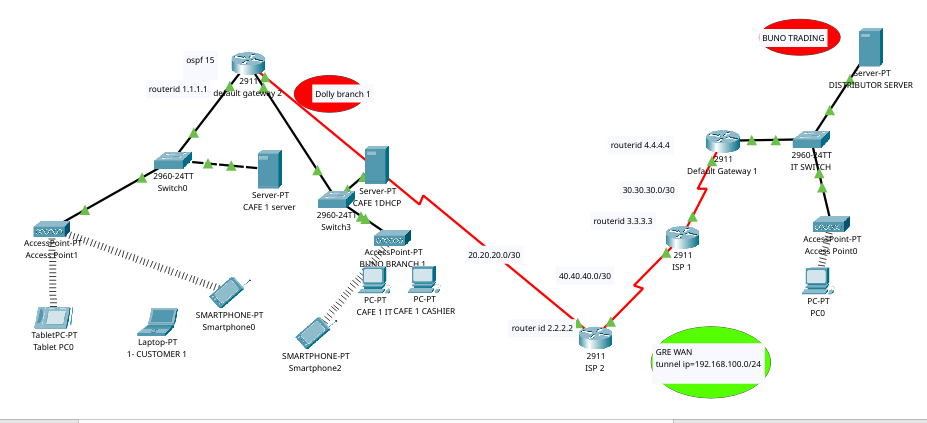 ospf 15
routerid 1.1.1.1
2911
default gateway 2
Dolly branch 1
BUNO TRADING
Server-PT
DISTRIBUTOR SERVER
2960-24TT
Switch0
Server-PT
CAFE 1 server
Server-PT
CAFE 1DHCP
2960-24TT
Switch3
routerid 4.4.4.4
2911
Default Gateway 1
2960-24TT
IT SWITCH
30.30.30.0/30
routerid 3.3.3.3
2911
ISP 1
AccessPoint-PT
Access Point1
AccessPoint-PT
BUNO BRANCH 1
AccessPoint-PT
Access Point0
20.20.20.0/30
40.40.40.0/30
PC-PT
CAFE 1 IT
PC-PT
CAFE 1 CASHIER
PC-PT
PC0
SMARTPHONE-PT
Smartphone0
TabletPC-PT
Tablet PC0
Laptop-PT
1- CUSTOMER 1
SMARTPHONE-PT
Smartphone2
router id 2.2.2.2
2911
ISP 2
GRE WAN
tunnel ip=192.168.100.0/24